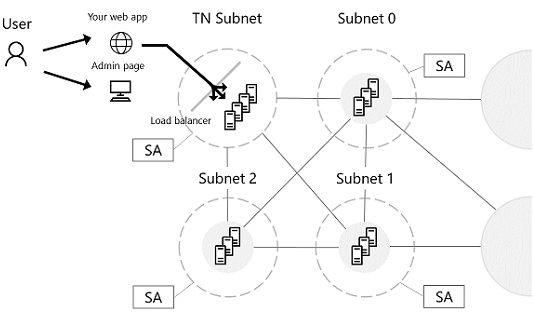 User
Your web app
Admin page
TN Subnet
Subnet 0
SA
Load balancer
SA
Subnet 2
Subnet 1
SA
SA